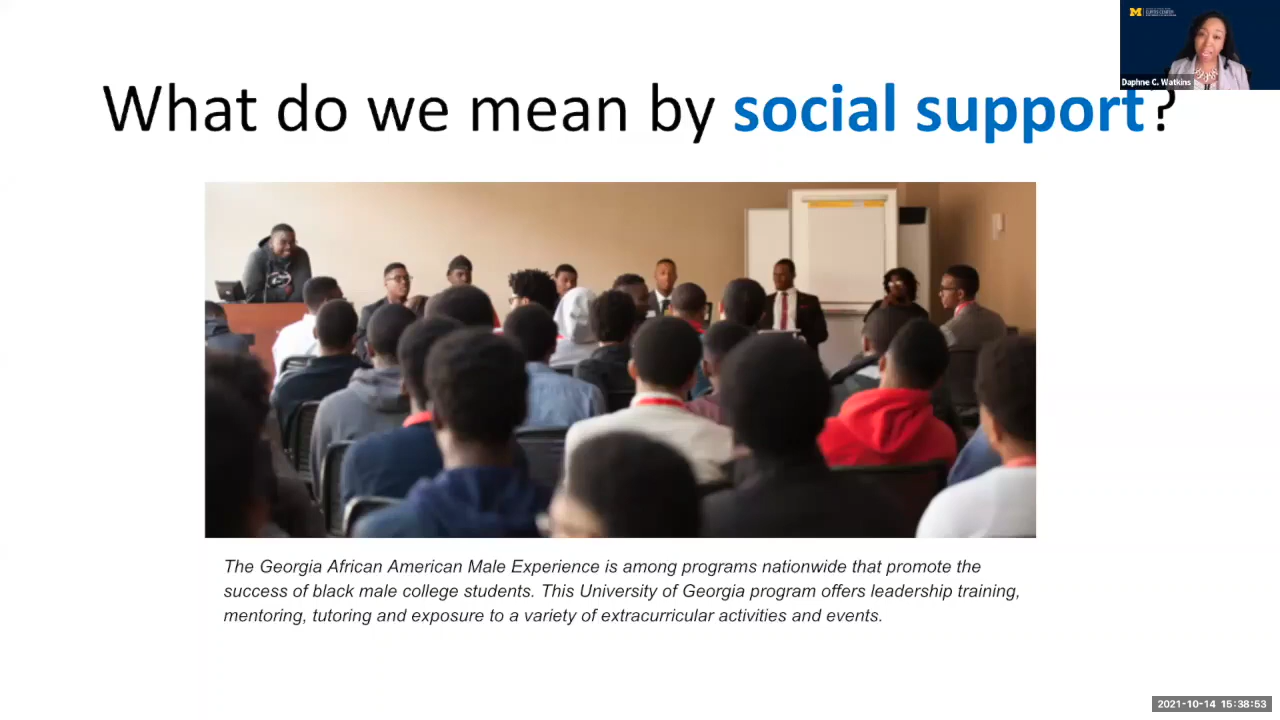 Daphne C. Watkins
What do we mean by social support?
The Georgia African American Male Experience is among programs nationwide that promote the
success of black male college students. This University of Georgia program offers leadership training,
mentoring, tutoring and exposure to a variety of extracurricular activities and events.
2021-10-14 15:38:53